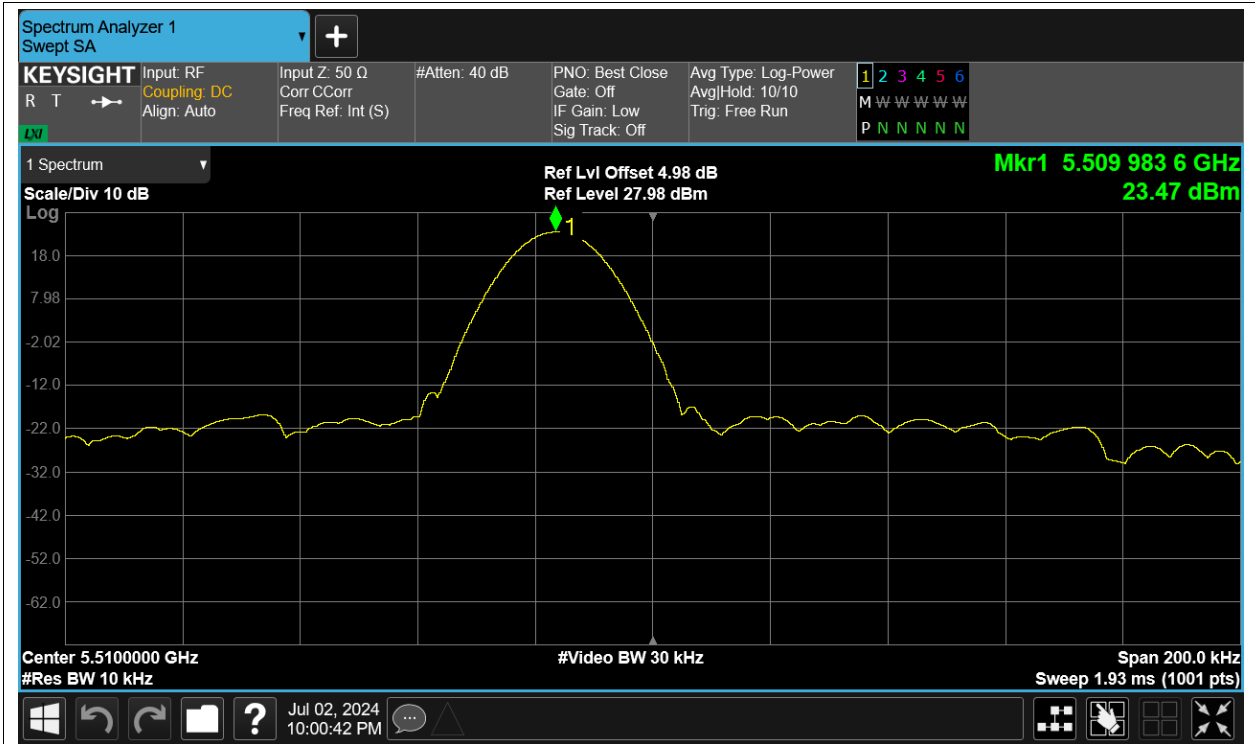 Spectrum Analyzer 1
Swept SA
KEYSIGHT
R T
LXI
Input: RF
Coupling: DC
Align: Auto
Input Z: 50 Ω
Corr CCorr
Freq Ref: Int (S)
#Atten: 40 dB
PNO: Best Close
Gate: Off
IF Gain: Low
Sig Track: Off
Avg Type: Log-Power
Avg|Hold: 10/10
Trig: Free Run
1 2 3 4 5 6
M W W W W W
P N N N N N
1 Spectrum
Scale/Div 10 dB
Log
Ref Lvl Offset 4.98 dB
Ref Level 27.98 dBm
Mkr1 5.509 983 6 GHz
23.47 dBm
1
18.0
7.98
-2.02
-12.0
-22.0
-32.0
-42.0
-52.0
-62.0
Center 5.5100000 GHz
#Res BW 10 kHz
#Video BW 30 kHz
Span 200.0 kHz
Sweep 1.93 ms (1001 pts)
?
Jul 02, 2024
10:00:42 PM